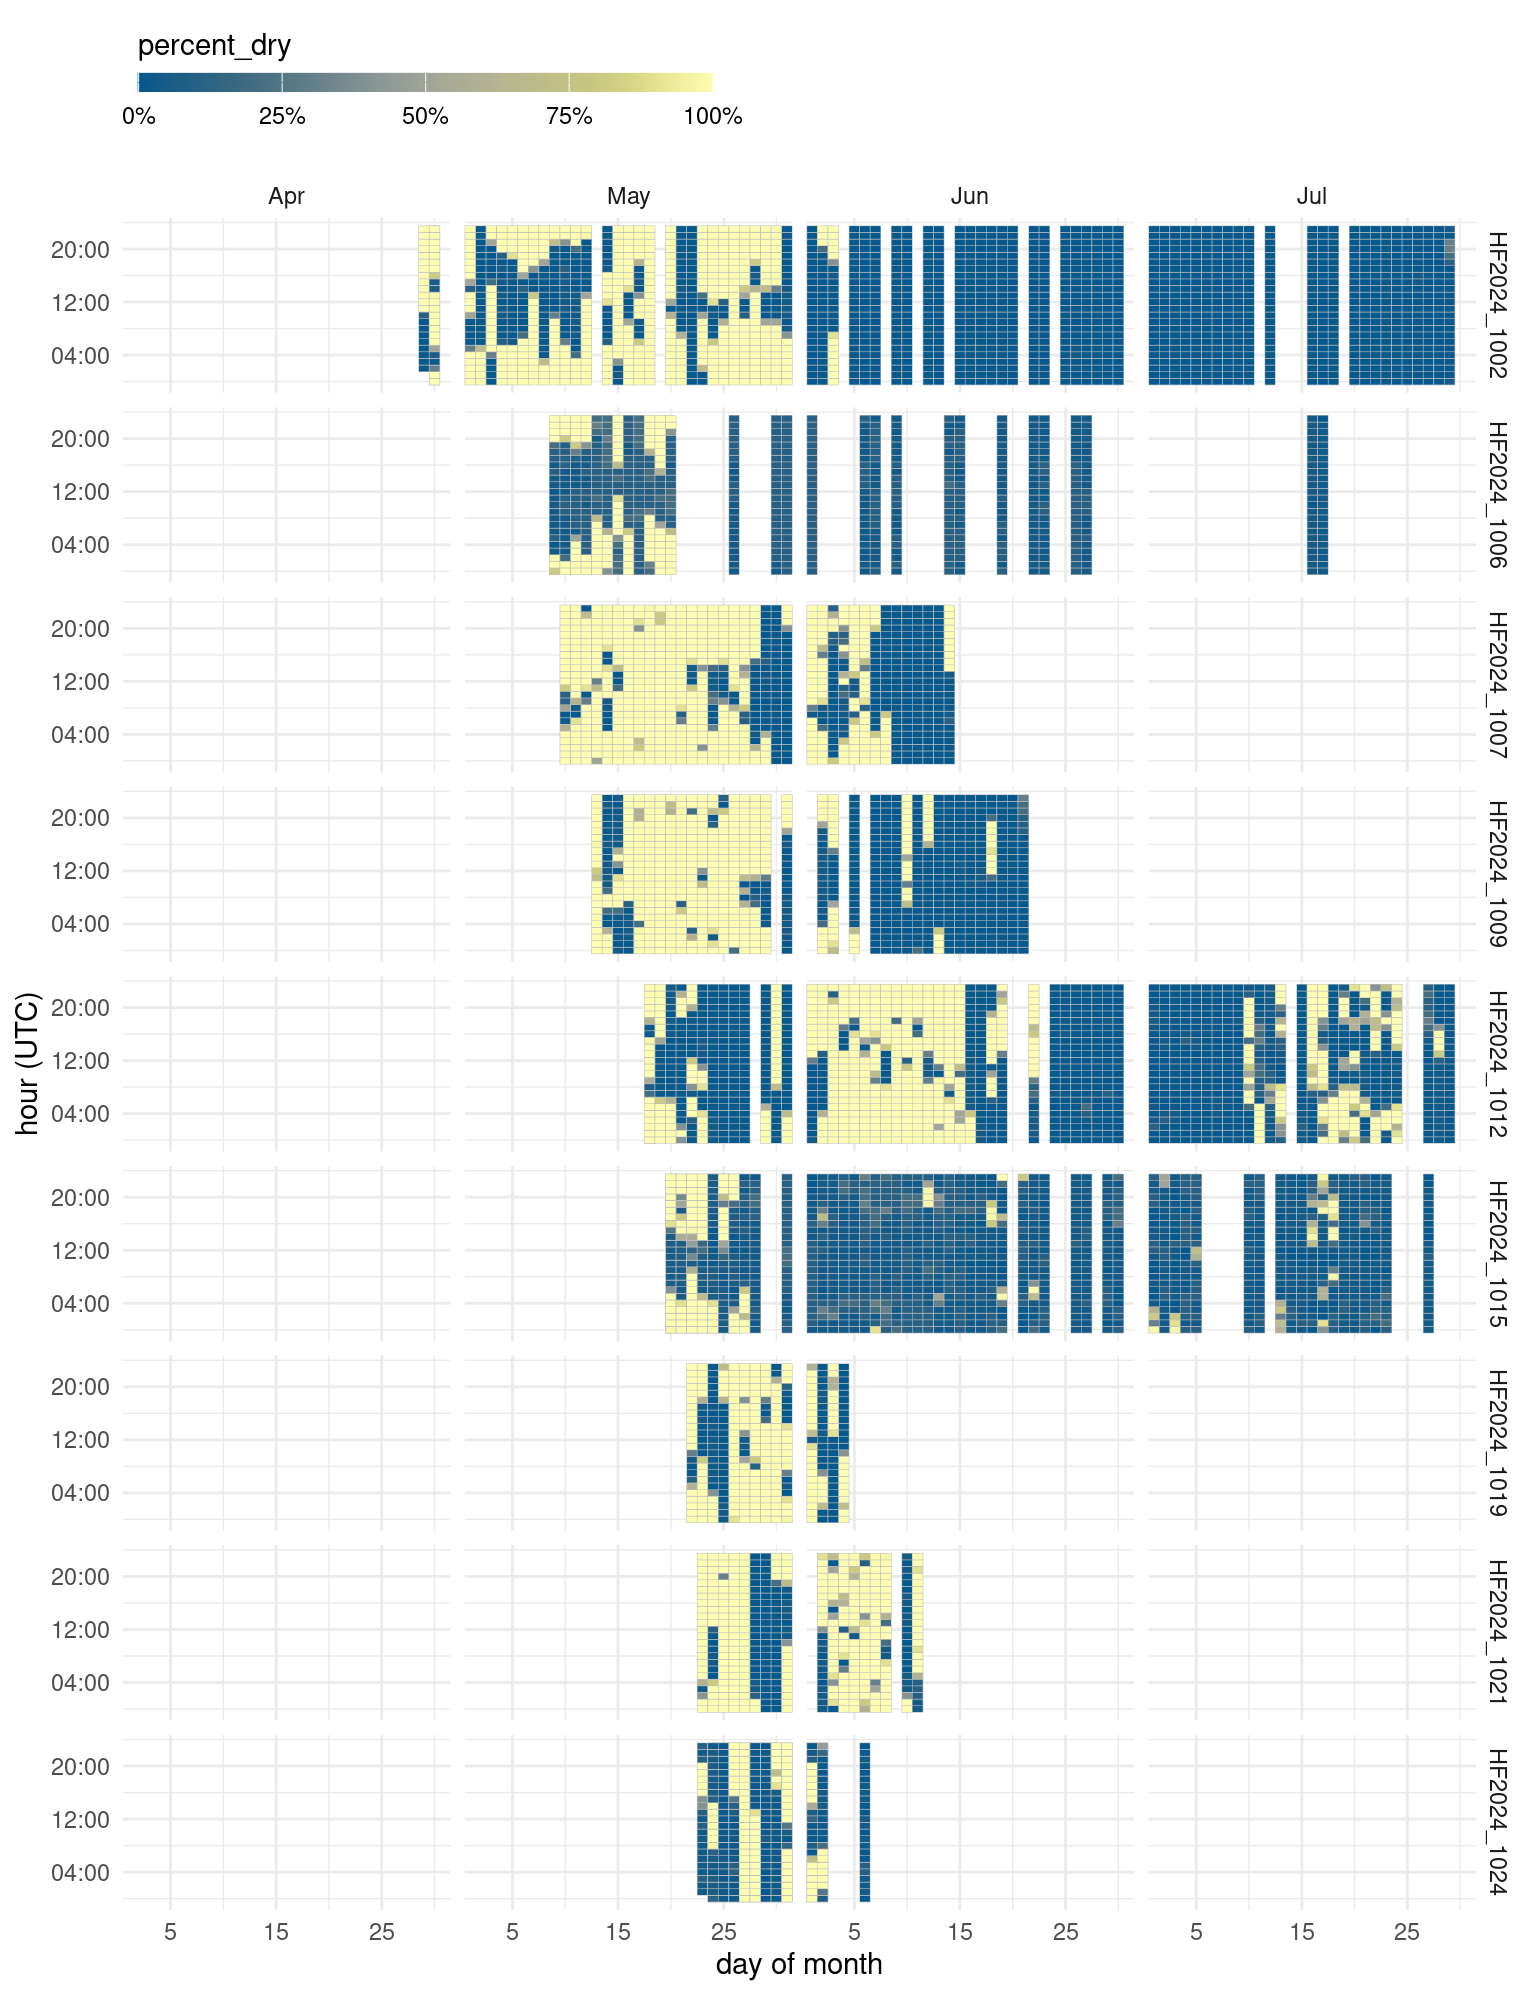 percent_dry
0% 25% 50% 75% 100%
Apr May Jun Jul
20:00
12:00
04:00
HF2024_1002
20:00
12:00
04:00
HF2024_1006
20:00
12:00
04:00
HF2024_1007
20:00
12:00
04:00
HF2024_1009
hour (UTC)
20:00
12:00
04:00
HF2024_1012
20:00
12:00
04:00
HF2024_1015
20:00
12:00
04:00
HF2024_1019
20:00
12:00
04:00
HF2024_1021
20:00
12:00
04:00
HF2024_1024
5 15 25 5 15 25 5 15 25 5 15 25
day of month